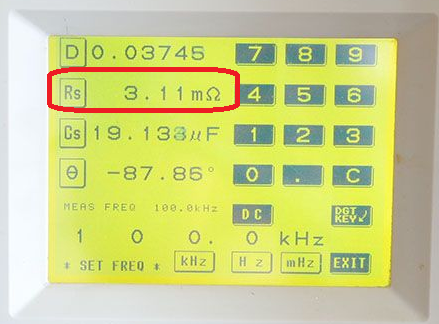 D 0.03745 7 8 9
Rs 3.11mΩ 4 5 6
Cs 19.133μF 1 2 3
θ -87.86° 0 . C
MEAS FREQ 100.0kHz DC DGT KEY
1 0 0. 0 kHz
* SET FREQ * kHz Hz mHz EXIT